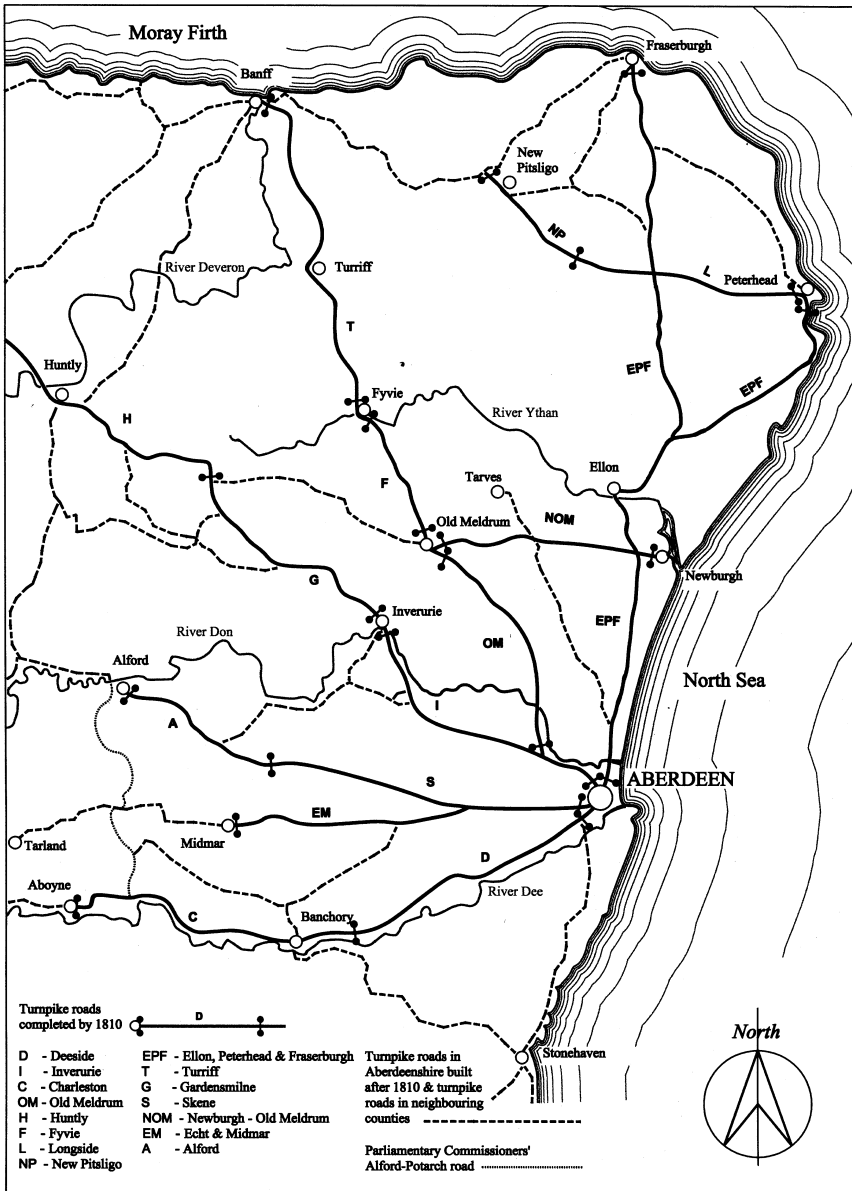 Moray Firth
Fraserburgh
Banff
New
Pitsligo
NP
River Deveron
Turriff
L
Peterhead
T
Huntly
EPF
EPF
Fyvie
H
River Ythan
Tarves
Ellon
F
Old Meldrum
NOM
G
Newburgh
Inverurie
EPF
River Don
OM
Alford
North Sea
I
A
S
ABERDEEN
EM
Midmar
Tarland
D
Aboyne
River Dee
C
Banchory
Turnpike roads
completed by 1810
D
North
Stonehaven
D - Deeside
I - Inverurie
C - Charleston
OM - Old Meldrum
H - Huntly
F - Fyvie
L - Longside
NP - New Pitsligo
EPF - Ellon, Peterhead & Fraserburgh
T - Turriff
G - Gardensmilne
S - Skene
NOM - Newburgh - Old Meldrum
EM - Echt & Midmar
A - Alford
Turnpike roads in
Aberdeenshire built
after 1810 & turnpike
roads in neighbouring
counties
Parliamentary Commissioners'
Alford-Potarch road